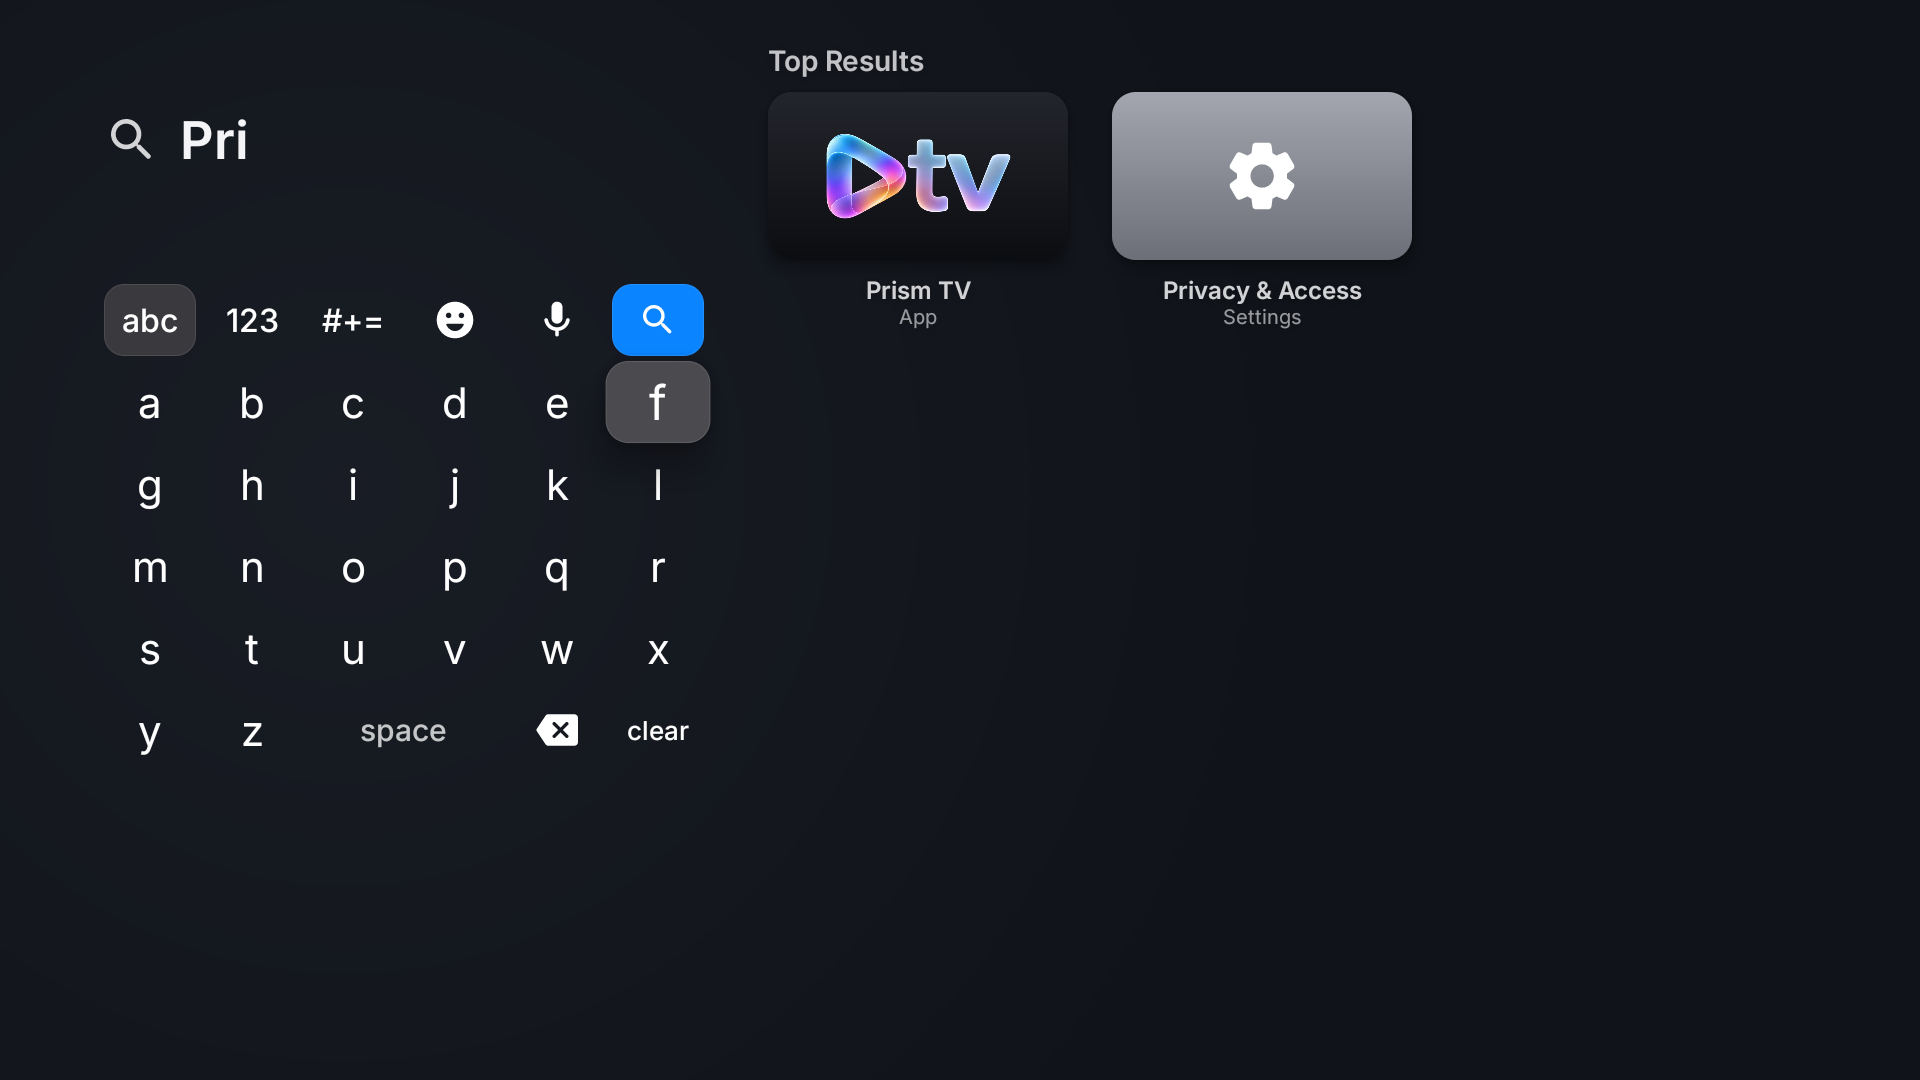 Pri
abc 123 #+=
a b c d e f
g h i j k l
m n o p q r
s t u v w x
y z space clear
Top Results
tv
Prism TV
App
Privacy & Access
Settings